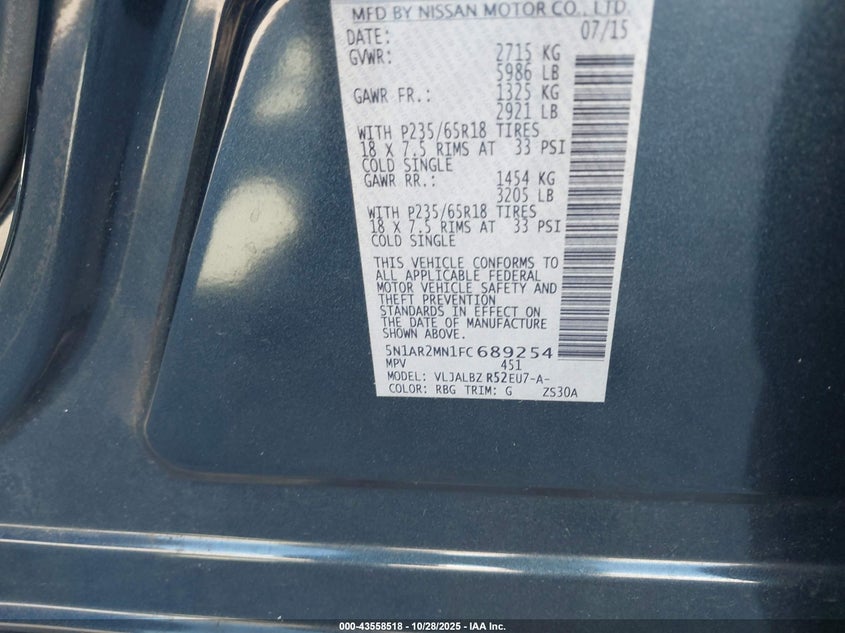 MFD BY NISSAN MOTOR CO., LTD.
DATE: 07/15
GVWR: 2715 KG
5986 LB
GAWR FR.: 1325 KG
2921 LB
WITH P235/65R18 TIRES
18 X 7.5 RIMS AT 33 PSI
COLD SINGLE
GAWR RR.: 1454 KG
3205 LB
WITH P235/65R18 TIRES
18 X 7.5 RIMS AT 33 PSI
COLD SINGLE
THIS VEHICLE CONFORMS TO
ALL APPLICABLE FEDERAL
MOTOR VEHICLE SAFETY AND
THEFT PREVENTION
STANDARDS IN EFFECT ON
THE DATE OF MANUFACTURE
SHOWN ABOVE.
5N1AR2MN1FC689254
MPV 451
MODEL: VLJALBZ R52EU7-A-
COLOR: RBG TRIM: G ZS30A
000-43558518 - 10/28/2025 - IAA Inc.